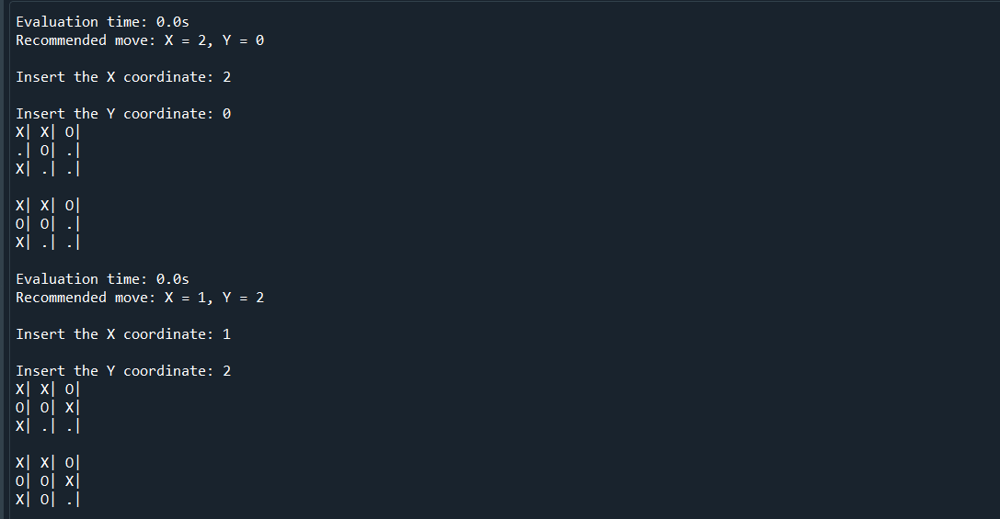 Evaluation time: 0.0s
Recommended move: X = 2, Y = 0
Insert the X coordinate: 2
Insert the Y coordinate: 0
X| X| O|
.| O| .|
X| .| .|
X| X| O|
O| O| .|
X| .| .|
Evaluation time: 0.0s
Recommended move: X = 1, Y = 2
Insert the X coordinate: 1
Insert the Y coordinate: 2
X| X| O|
O| O| X|
X| .| .|
X| X| O|
O| O| X|
X| O| .|